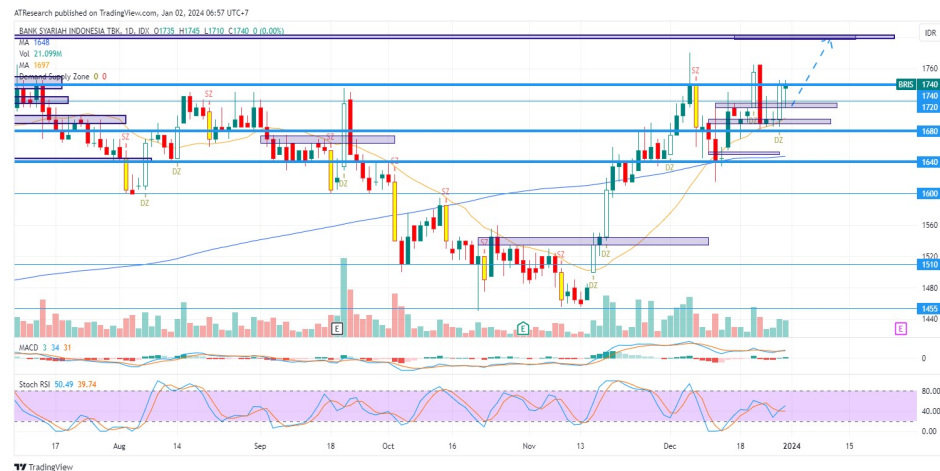 ATResearch published on TradingView.com, Jan 02, 2024 06:57 UTC+7
BANK SYARIAH INDONESIA TBK, 1D, IDX O1735 H1745 L1710 C1740 0 (0.00%)
MA 1648
Vol 21.099M
MA 1697
Demand Supply Zone 0 0
IDR
1760
BRIS 1740
1740
1720
1680
1640
1600
1560
1520
1510
1480
1455
1440
SZ
SZ
SZ
SZ
SZ
SZ
SZ
SZ
DZ
DZ
DZ
DZ
DZ
DZ
DZ
E
E
E
MACD 3 34 31
0
Stoch RSI 50.49 39.74
80.00
40.00
0.00
17
Aug
14
Sep
18
Oct
16
Nov
13
Dec
18
2024
15
TradingView